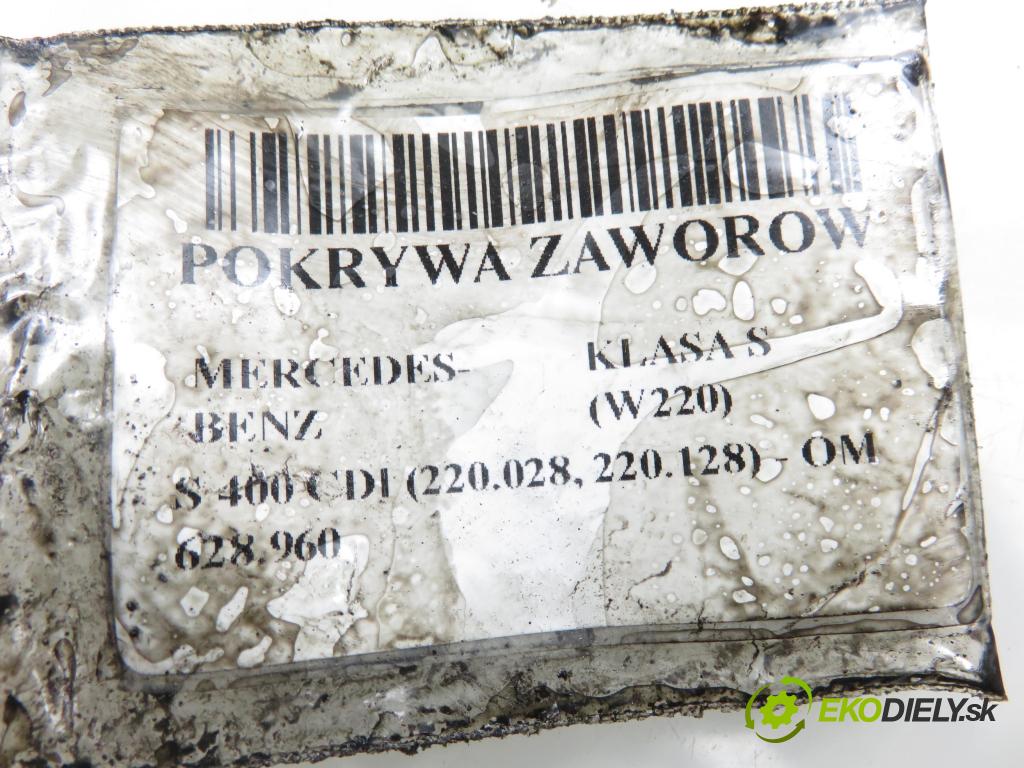 POKRYWA ZAWOROW
MERCEDES-BENZ
KLASA S (W220)
S 400 CDI (220.028, 220.128) - OM
628.960
EKODIELY.sk